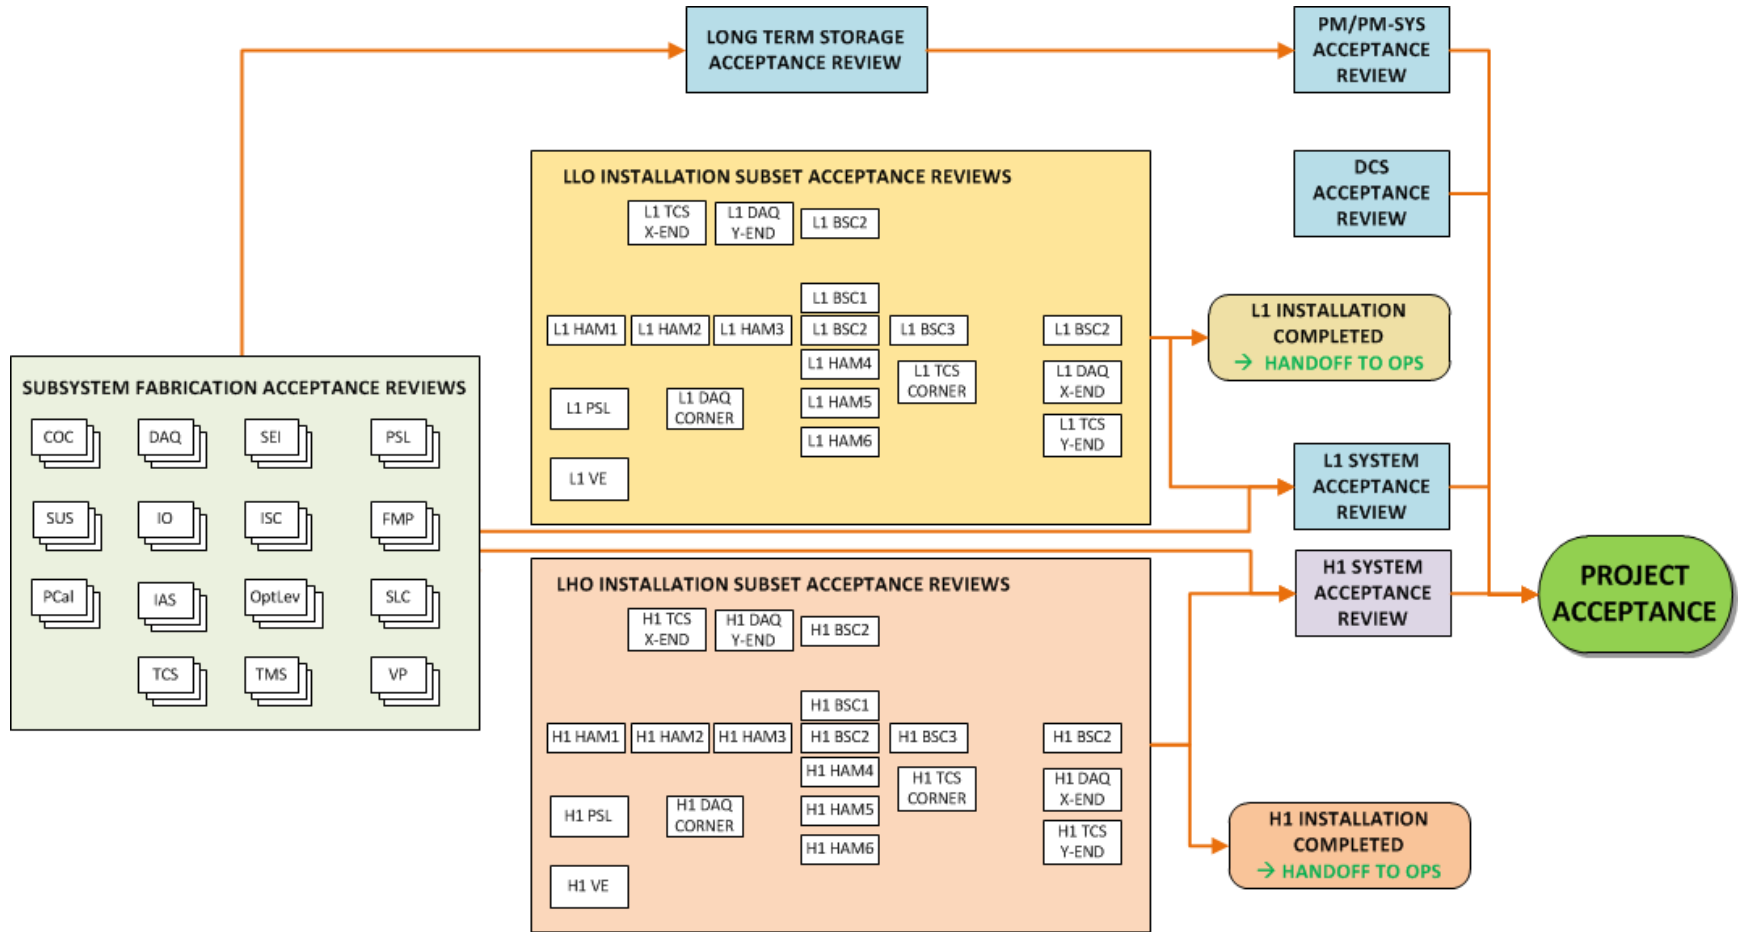 LONG TERM STORAGE
ACCEPTANCE REVIEW
PM/PM-SYS
ACCEPTANCE
REVIEW
DCS
ACCEPTANCE
REVIEW
LLO INSTALLATION SUBSET ACCEPTANCE REVIEWS
L1 TCS
X-END
L1 DAQ
Y-END
L1 BSC2
L1 BSC1
L1 HAM1
L1 HAM2
L1 HAM3
L1 BSC2
L1 BSC3
L1 BSC2
L1 HAM4
L1 TCS
CORNER
L1 DAQ
X-END
L1 PSL
L1 DAQ
CORNER
L1 HAM5
L1 HAM6
L1 TCS
Y-END
L1 VE
L1 INSTALLATION
COMPLETED
→ HANDOFF TO OPS
SUBSYSTEM FABRICATION ACCEPTANCE REVIEWS
COC
DAQ
SEI
PSL
SUS
IO
ISC
FMP
PCal
IAS
OptLev
SLC
TCS
TMS
VP
L1 SYSTEM
ACCEPTANCE
REVIEW
H1 SYSTEM
ACCEPTANCE
REVIEW
PROJECT
ACCEPTANCE
LHO INSTALLATION SUBSET ACCEPTANCE REVIEWS
H1 TCS
X-END
H1 DAQ
Y-END
H1 BSC2
H1 BSC1
H1 HAM1
H1 HAM2
H1 HAM3
H1 BSC2
H1 BSC3
H1 BSC2
H1 HAM4
H1 TCS
CORNER
H1 DAQ
X-END
H1 PSL
H1 DAQ
CORNER
H1 HAM5
H1 HAM6
H1 TCS
Y-END
H1 VE
H1 INSTALLATION
COMPLETED
→ HANDOFF TO OPS